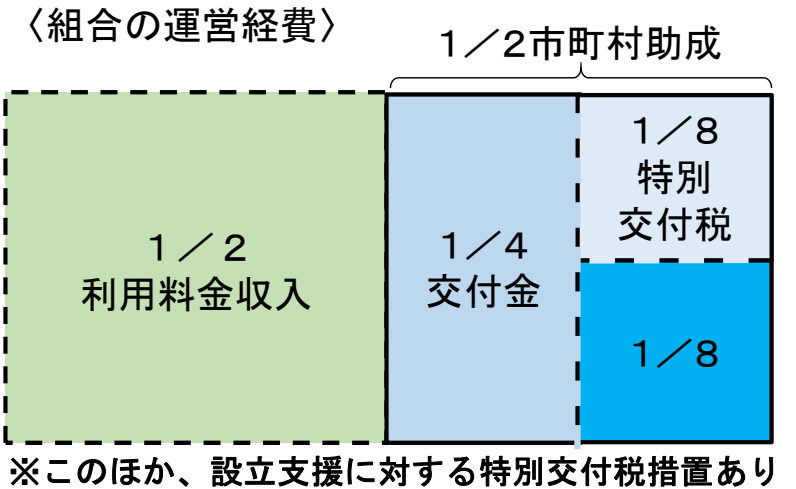 〈組合の運営経費〉
１／２市町村助成
１／２
利用料金収入
１／４
交付金
１／８
特別
交付税
１／８
※このほか、設立支援に対する特別交付税措置あり